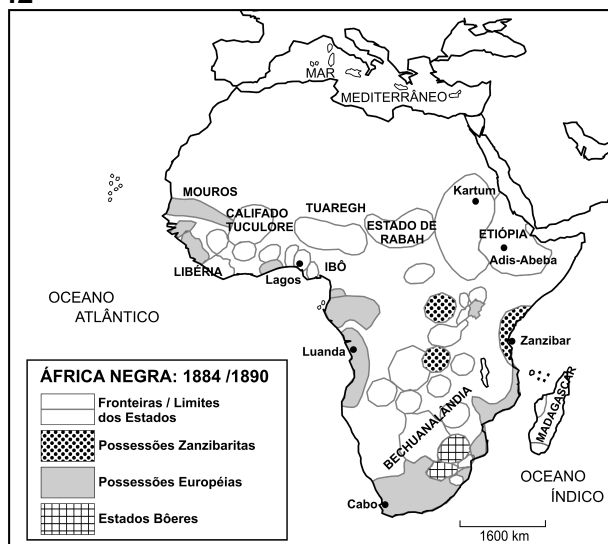 MAR
MEDITERRÂNEO
MOUROS
Kartum
CALIFADO
TUCULORE
TUAREGH
ESTADO DE
RABAH
ETIÓPIA
Adis-Abeba
LIBÉRIA
Lagos
IBÔ
OCEANO
ATLÂNTICO
Luanda
Zanzibar
ÁFRICA NEGRA: 1884 /1890
Fronteiras / Limites
dos Estados
Possessões Zanzibaritas
Possessões Européias
Estados Bôeres
BECHUANALÂNDIA
MADAGASCAR
OCEANO
ÍNDICO
Cabo
1600 km